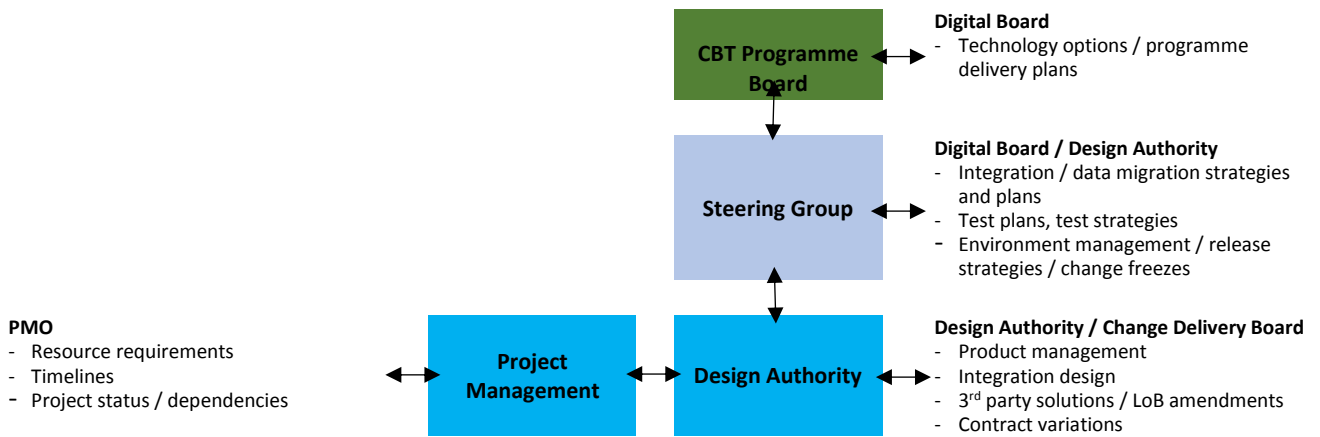 CBT Programme
Board
Digital Board
- Technology options / programme
delivery plans
Steering Group
Digital Board / Design Authority
- Integration / data migration strategies
and plans
- Test plans, test strategies
- Environment management / release
strategies / change freezes
PMO
- Resource requirements
- Timelines
- Project status / dependencies
Project
Management
Design Authority
Design Authority / Change Delivery Board
- Product management
- Integration design
- 3rd party solutions / LoB amendments
- Contract variations